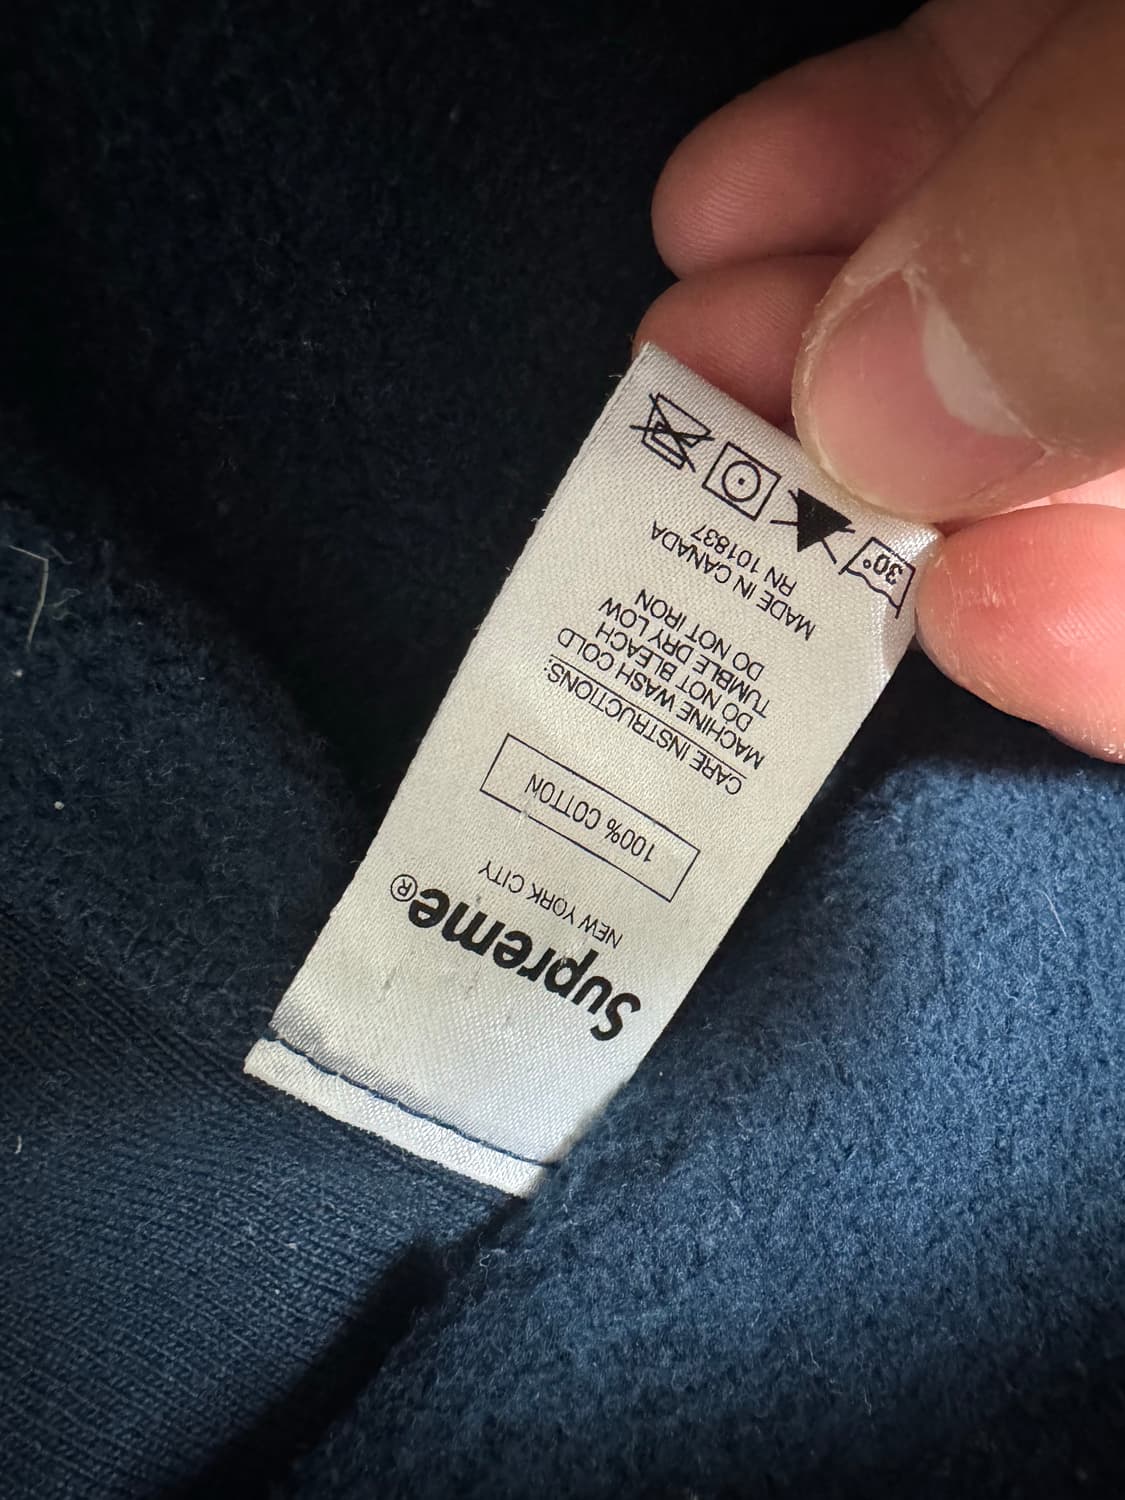 Supreme®
NEW YORK CITY
100% COTTON
CARE INSTRUCTIONS:
MACHINE WASH COLD
DO NOT BLEACH
TUMBLE DRY LOW
DO NOT IRON
MADE IN CANADA
RN 101837
30°